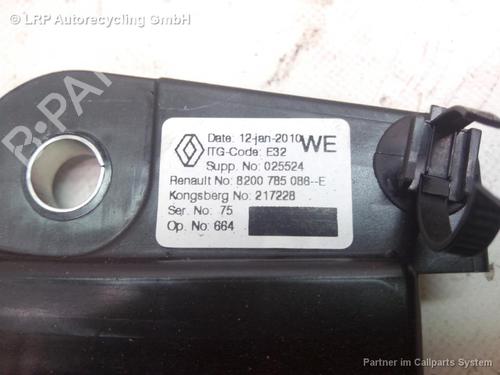 © LRP Autorecycling GmbH
Date: 12-jan-2010 WE
ITG-Code: E32
Supp. No: 025524
Renault No: 8200 785 086--E
Kongsberg No: 217228
Ser. No: 75
Op. No: 664
Partner im Callparts System